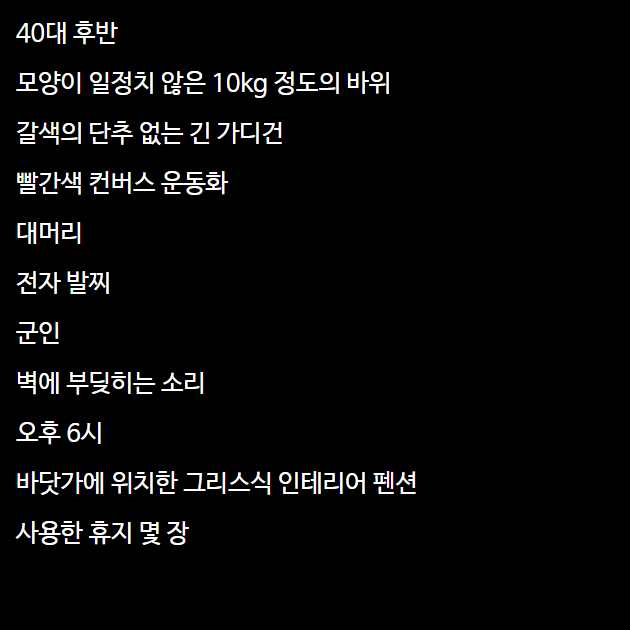 40대 후반
모양이 일정치 않은 10kg 정도의 바위
갈색의 단추 없는 긴 가디건
빨간색 컨버스 운동화
대머리
전자 발찌
군인
벽에 부딪히는 소리
오후 6시
바닷가에 위치한 그리스식 인테리어 펜션
사용한 휴지 몇 장